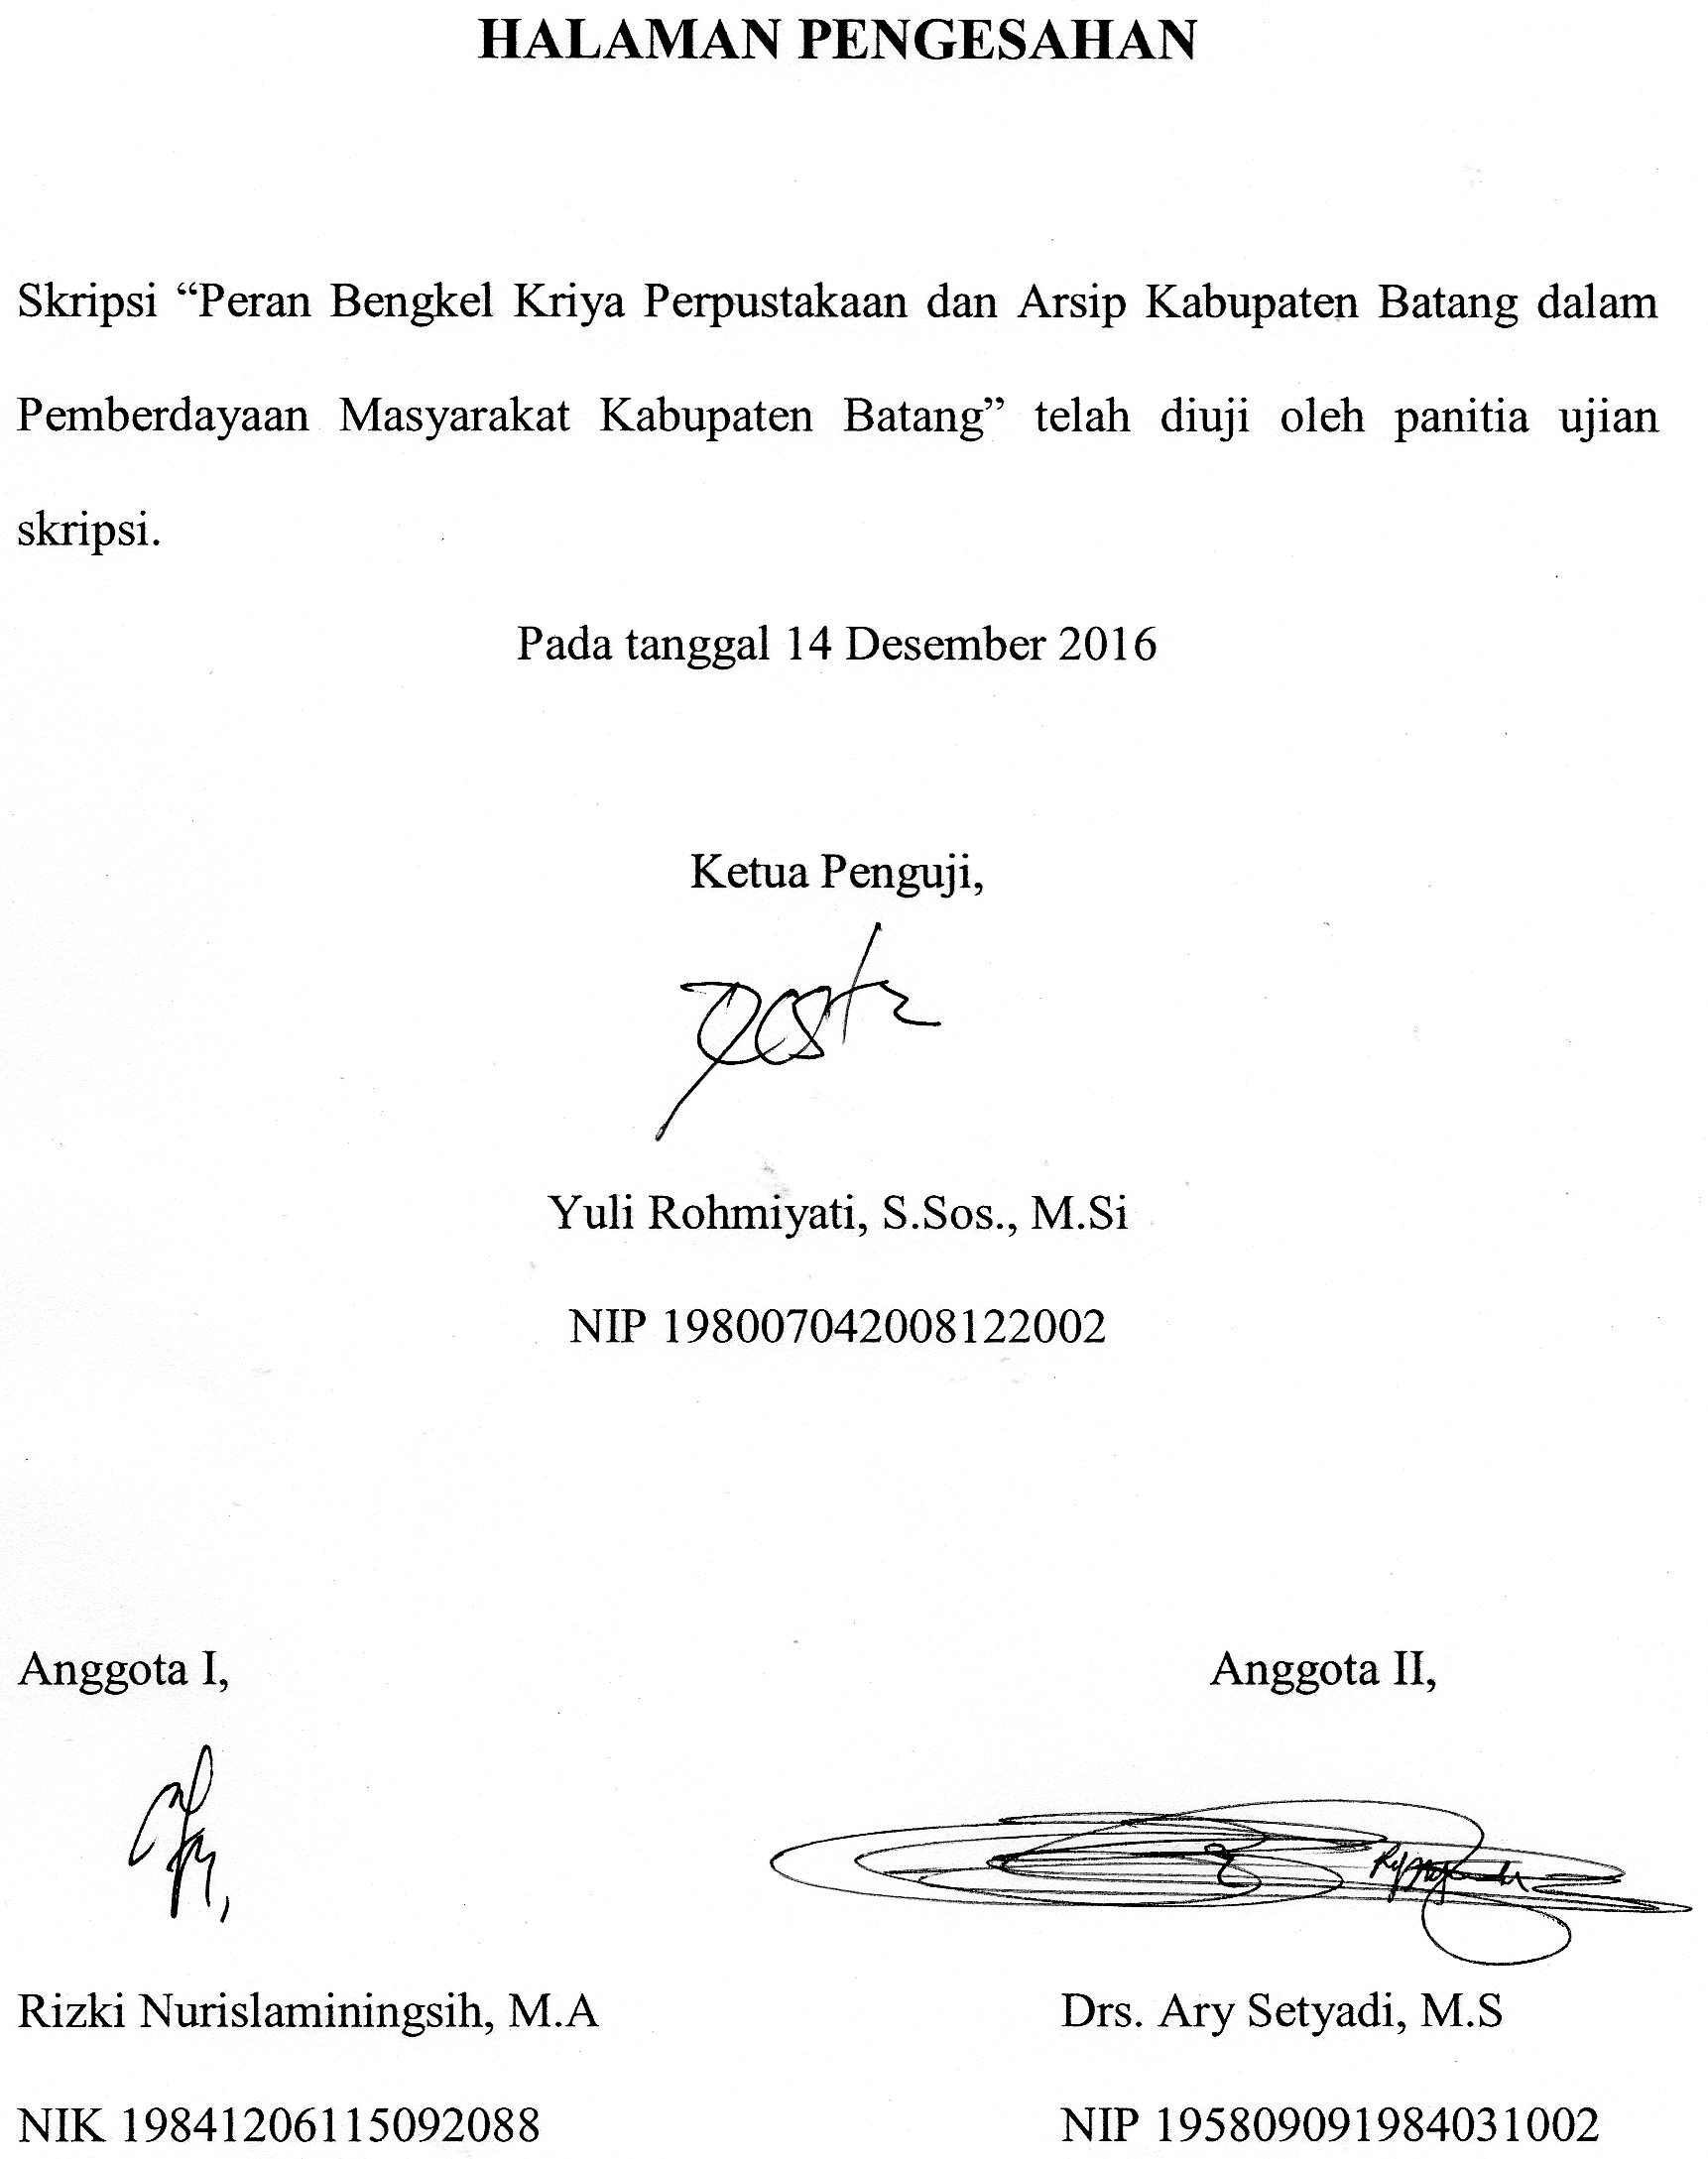 HALAMAN PENGESAHAN
Skripsi “Peran Bengkel Kriya Perpustakaan dan Arsip Kabupaten Batang dalam
Pemberdayaan Masyarakat Kabupaten Batang” telah diuji oleh panitia ujian
skripsi.
Pada tanggal 14 Desember 2016
Ketua Penguji,
Yuli Rohmiyati, S.Sos., M.Si
NIP 198007042008122002
Anggota I,
Anggota II,
Rizki Nurislaminingsih, M.A
Drs. Ary Setyadi, M.S
NIK 19841206115092088
NIP 195809091984031002